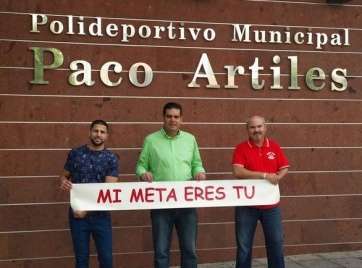 Polideportivo Municipal
Paco Artiles
MI META ERES TU